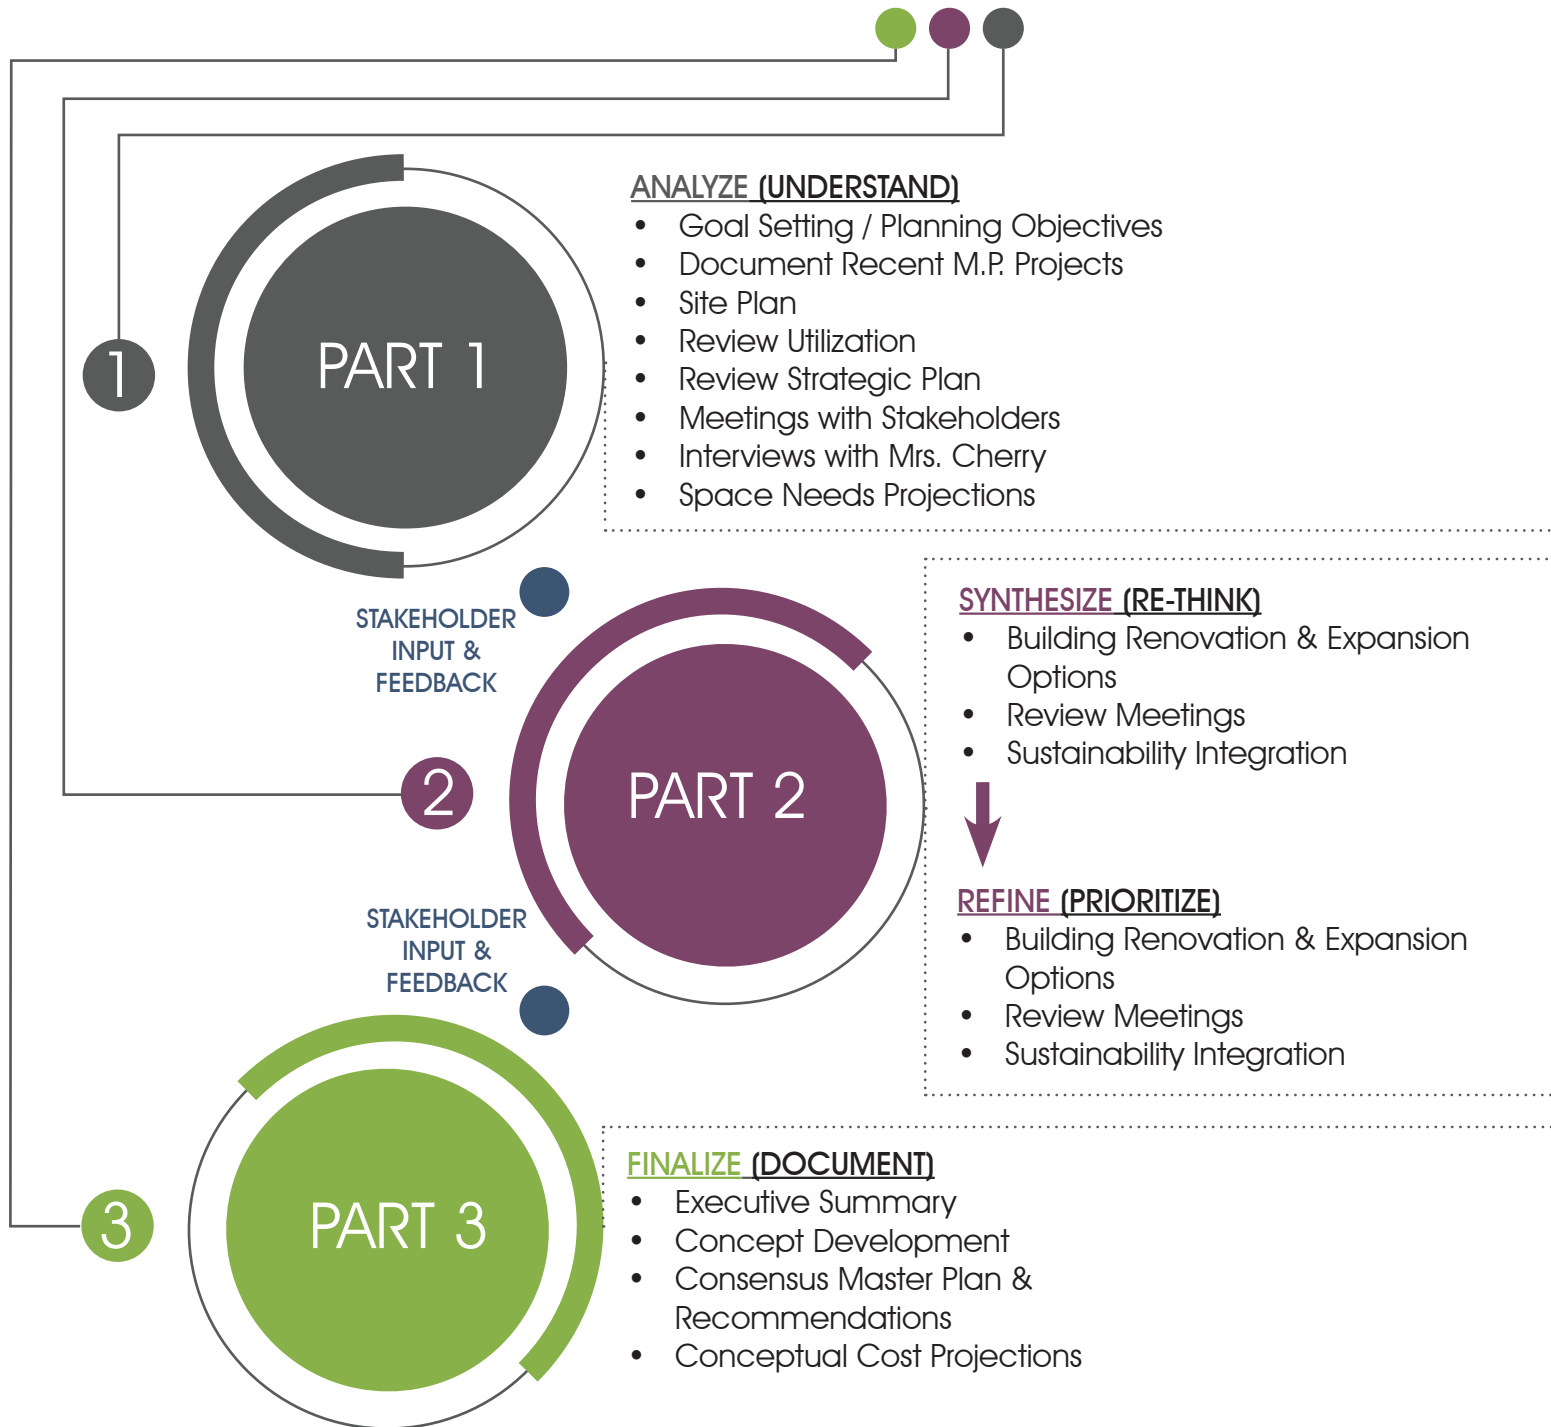 1
PART 1
ANALYZE (UNDERSTAND)
• Goal Setting / Planning Objectives
• Document Recent M.P. Projects
• Site Plan
• Review Utilization
• Review Strategic Plan
• Meetings with Stakeholders
• Interviews with Mrs. Cherry
• Space Needs Projections
STAKEHOLDER
INPUT &
FEEDBACK
2
PART 2
SYNTHESIZE (RE-THINK)
• Building Renovation & Expansion
Options
• Review Meetings
• Sustainability Integration
REFINE (PRIORITIZE)
• Building Renovation & Expansion
Options
• Review Meetings
• Sustainability Integration
STAKEHOLDER
INPUT &
FEEDBACK
3
PART 3
FINALIZE (DOCUMENT)
• Executive Summary
• Concept Development
• Consensus Master Plan &
Recommendations
• Conceptual Cost Projections